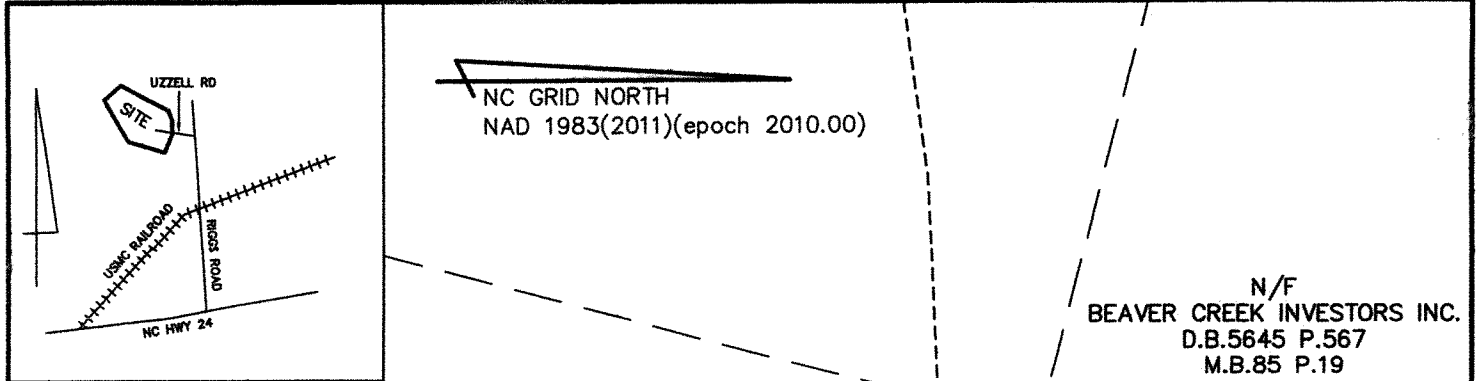 UZZELL RD
SITE
USMC RAILROAD
RIGGS ROAD
NC HWY 24
NC GRID NORTH
NAD 1983(2011)(epoch 2010.00)
N/F
BEAVER CREEK INVESTORS INC.
D.B.5645 P.567
M.B.85 P.19